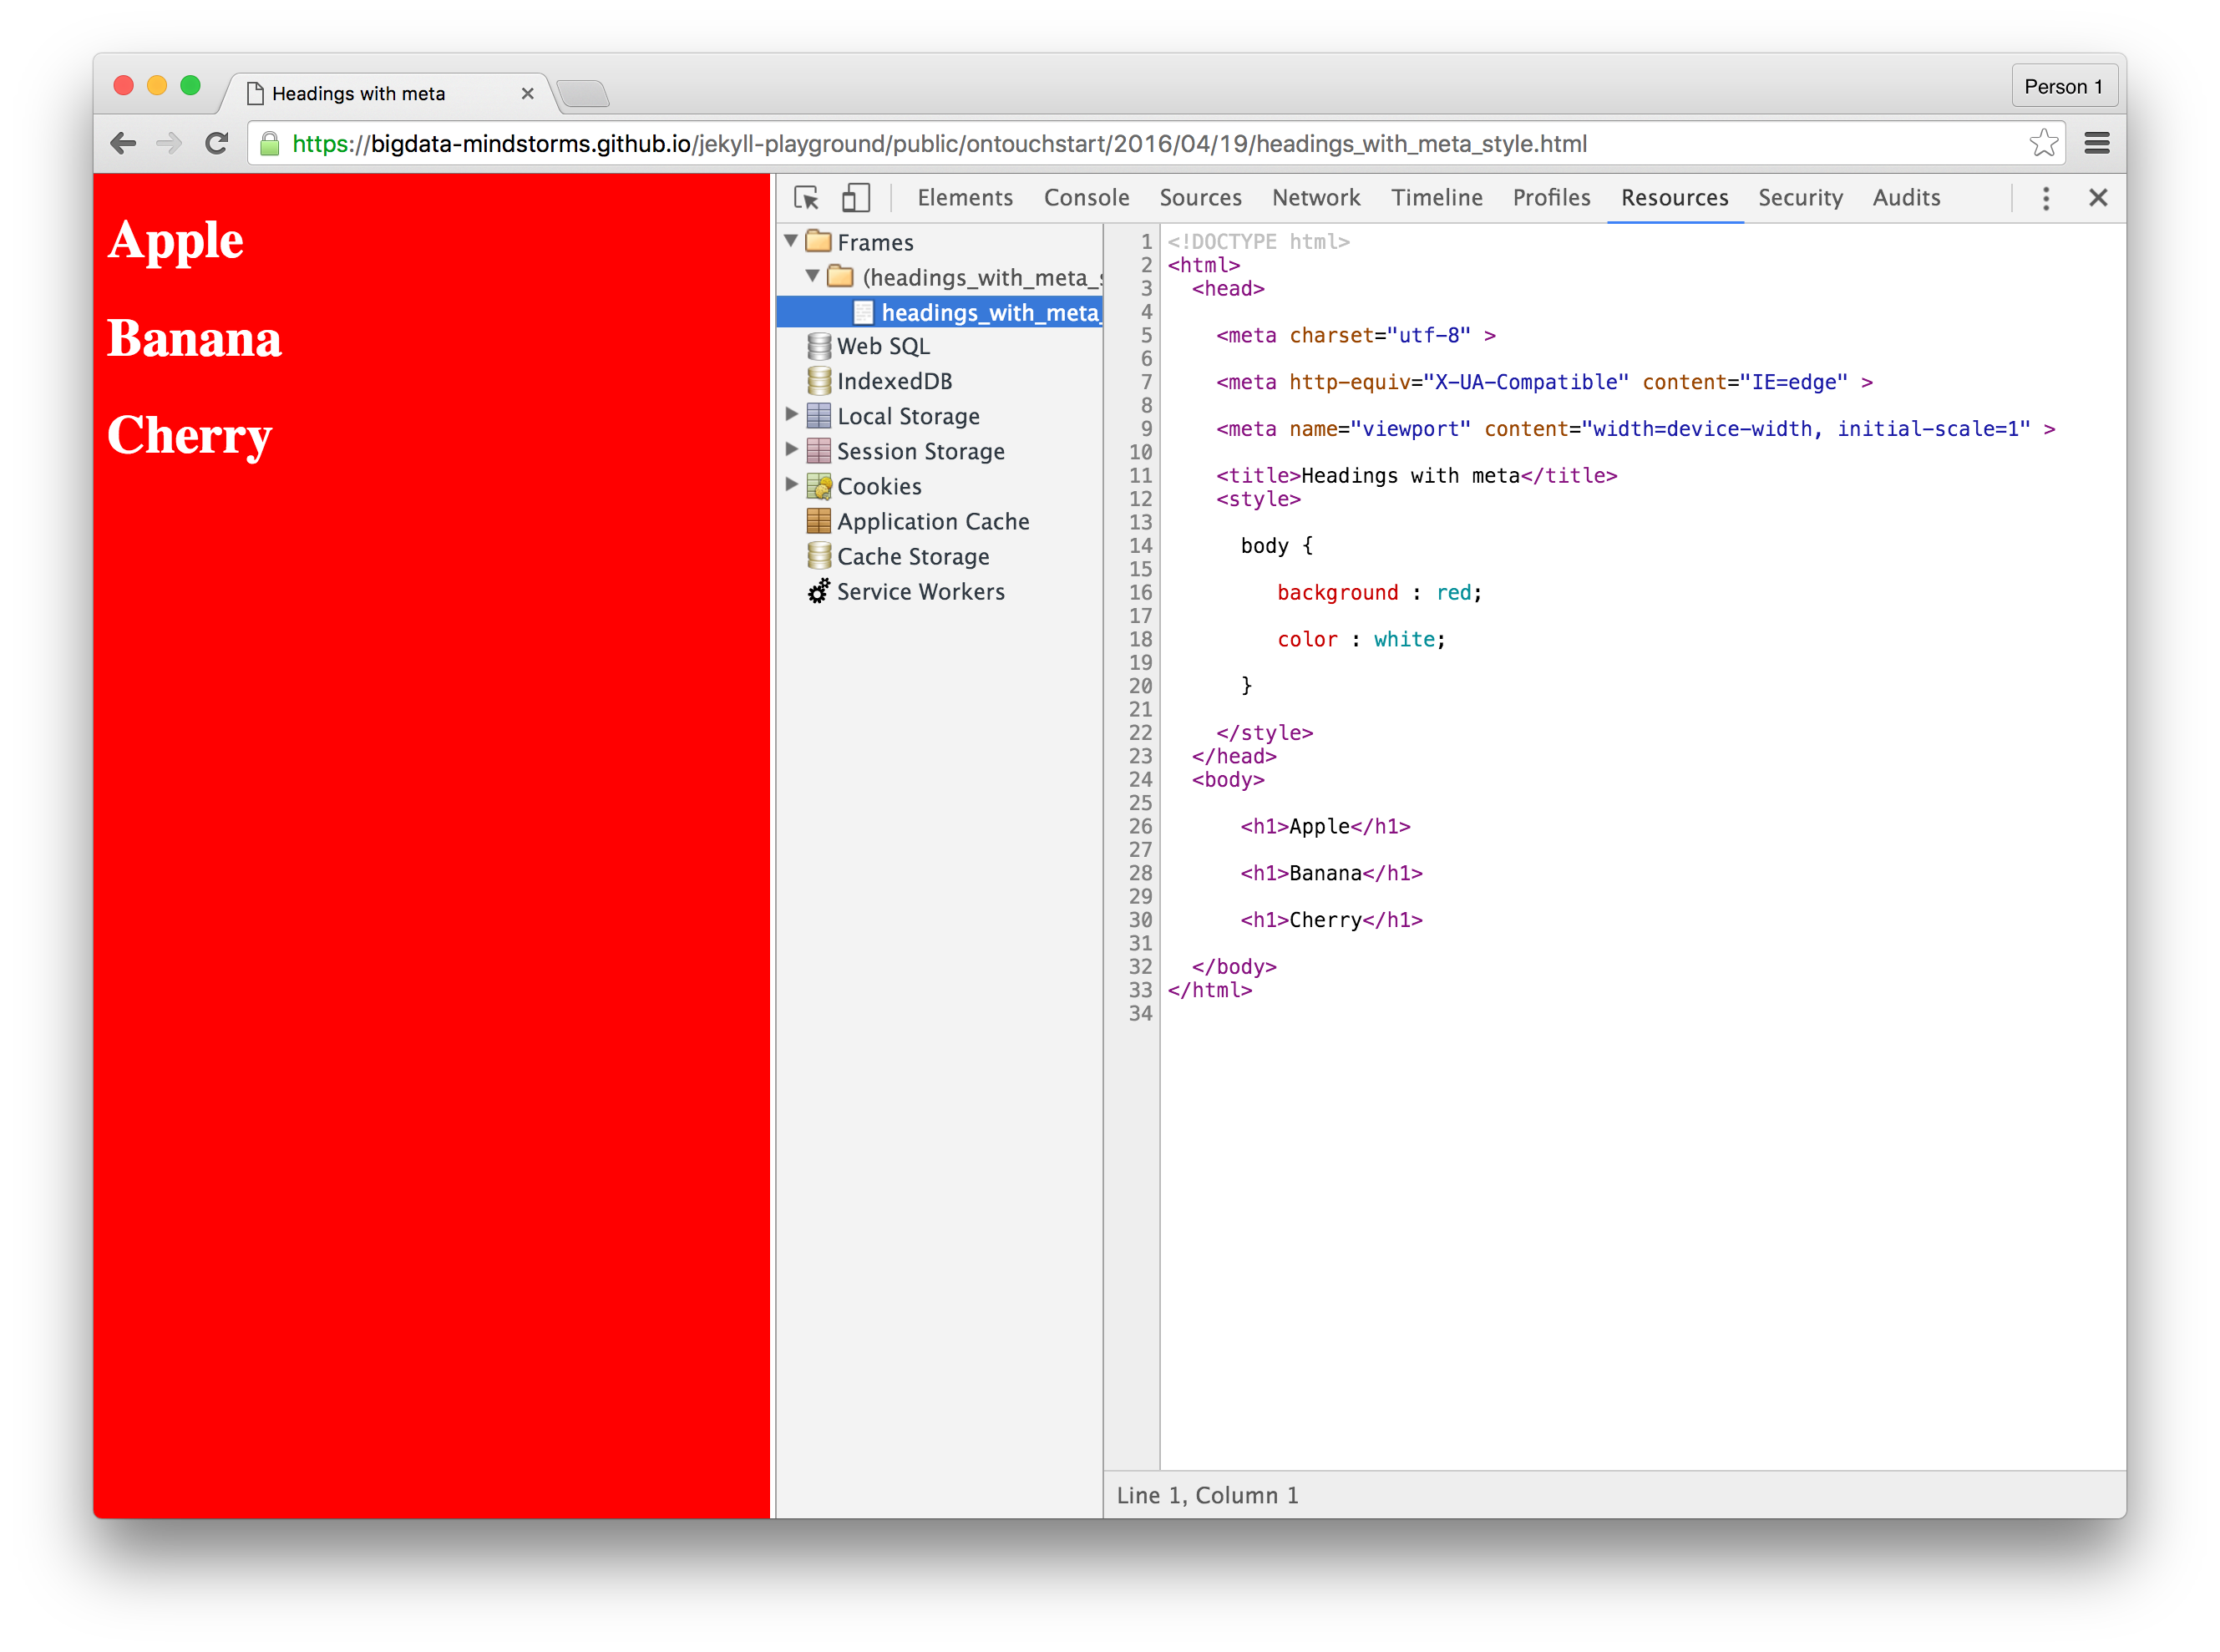 Headings with meta
Person 1
https://bigdata-mindstorms.github.io/jekyll-playground/public/ontouchstart/2016/04/19/headings_with_meta_style.html
Apple
Banana
Cherry
Elements Console Sources Network Timeline Profiles Resources Security Audits
Frames
(headings_with_meta_s
headings_with_meta_
Web SQL
IndexedDB
Local Storage
Session Storage
Cookies
Application Cache
Cache Storage
Service Workers
1 <!DOCTYPE html>
2 <html>
3 <head>
4
5 <meta charset="utf-8" >
6
7 <meta http-equiv="X-UA-Compatible" content="IE=edge" >
8
9 <meta name="viewport" content="width=device-width, initial-scale=1" >
10
11 <title>Headings with meta</title>
12 <style>
13
14 body {
15
16 background : red;
17
18 color : white;
19
20 }
21
22 </style>
23 </head>
24 <body>
25
26 <h1>Apple</h1>
27
28 <h1>Banana</h1>
29
30 <h1>Cherry</h1>
31
32 </body>
33 </html>
34
Line 1, Column 1